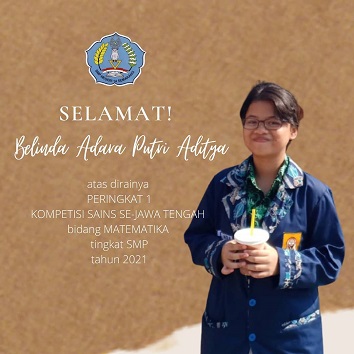 SELAMAT!
Belinda Adara Putri Aditya
atas dirainya
PERINGKAT 1
KOMPETISI SAINS SE-JAWA TENGAH
bidang MATEMATIKA
tingkat SMP
tahun 2021